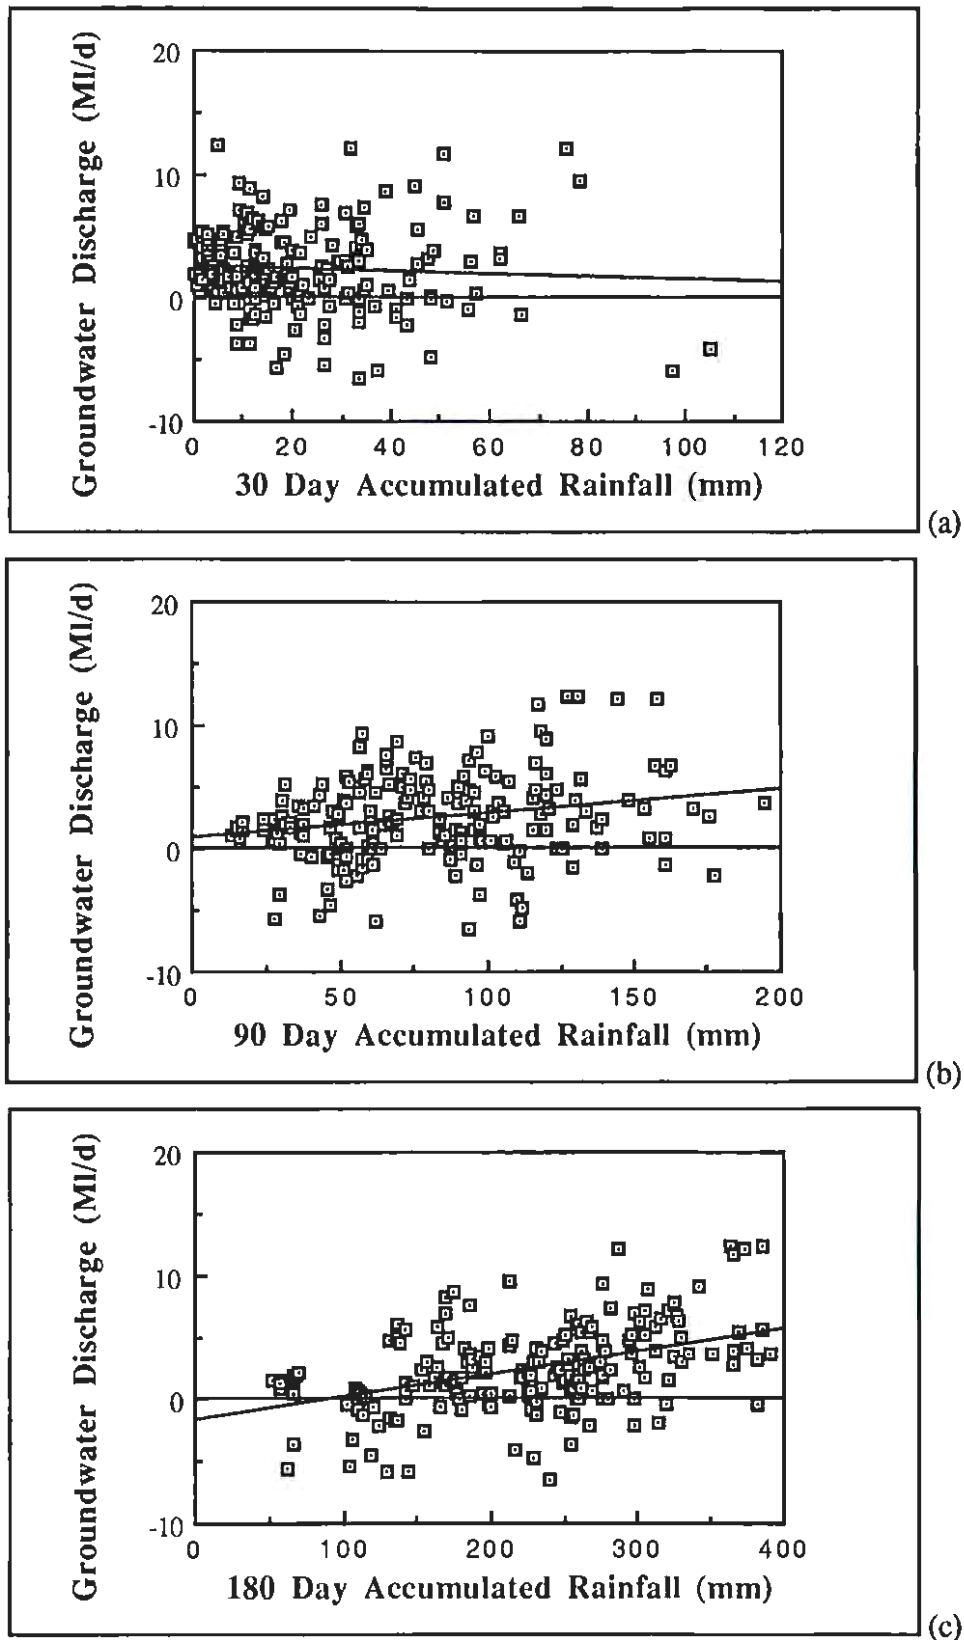 Groundwater Discharge (Ml/d)
20
10
0
-10
0 20 40 60 80 100 120
30 Day Accumulated Rainfall (mm)
(a)
Groundwater Discharge (Ml/d)
20
10
0
-10
0 50 100 150 200
90 Day Accumulated Rainfall (mm)
(b)
Groundwater Discharge (Ml/d)
20
10
0
-10
0 100 200 300 400
180 Day Accumulated Rainfall (mm)
(c)